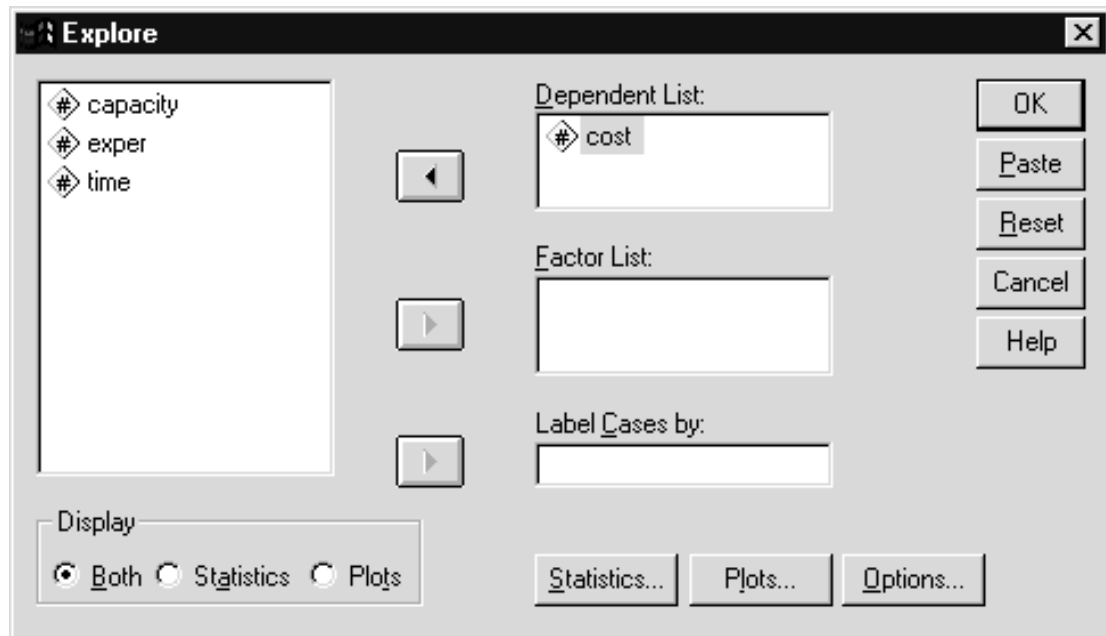 Explore
capacity
exper
time
Dependent List:
cost
Factor List:
Label Cases by:
Display
Both Statistics Plots
Statistics... Plots... Options...
OK
Paste
Reset
Cancel
Help